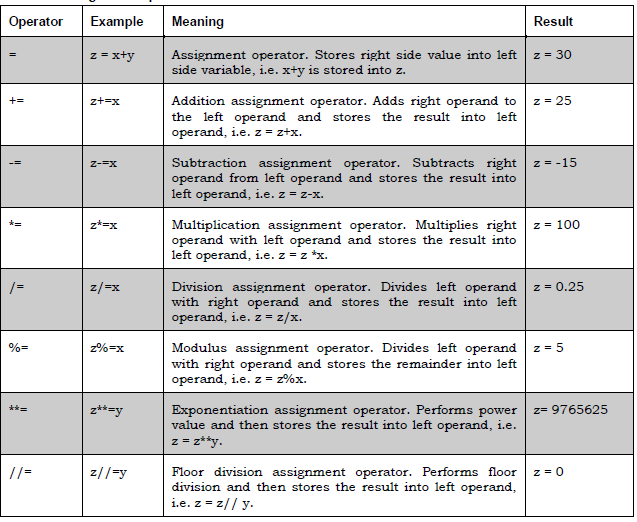 Operator Example Meaning Result
= z = x+y Assignment operator. Stores right side value into left z = 30
side variable, i.e. x+y is stored into z.
+= z+=x Addition assignment operator. Adds right operand to z = 25
the left operand and stores the result into left
operand, i.e. z = z+x.
-= z-=x Subtraction assignment operator. Subtracts right z = -15
operand from left operand and stores the result into
left operand, i.e. z = z-x.
*= z*=x Multiplication assignment operator. Multiplies right z = 100
operand with left operand and stores the result into
left operand, i.e. z = z *x.
/= z/=x Division assignment operator. Divides left operand z = 0.25
with right operand and stores the result into left
operand, i.e. z = z/x.
%= z%=x Modulus assignment operator. Divides left operand z = 5
with right operand and stores the remainder into left
operand, i.e. z = z%x.
**= z**=y Exponentiation assignment operator. Performs power z= 9765625
value and then stores the result into left operand, i.e.
z = z**y.
//= z//=y Floor division assignment operator. Performs floor z = 0
division and then stores the result into left operand,
i.e. z = z// y.